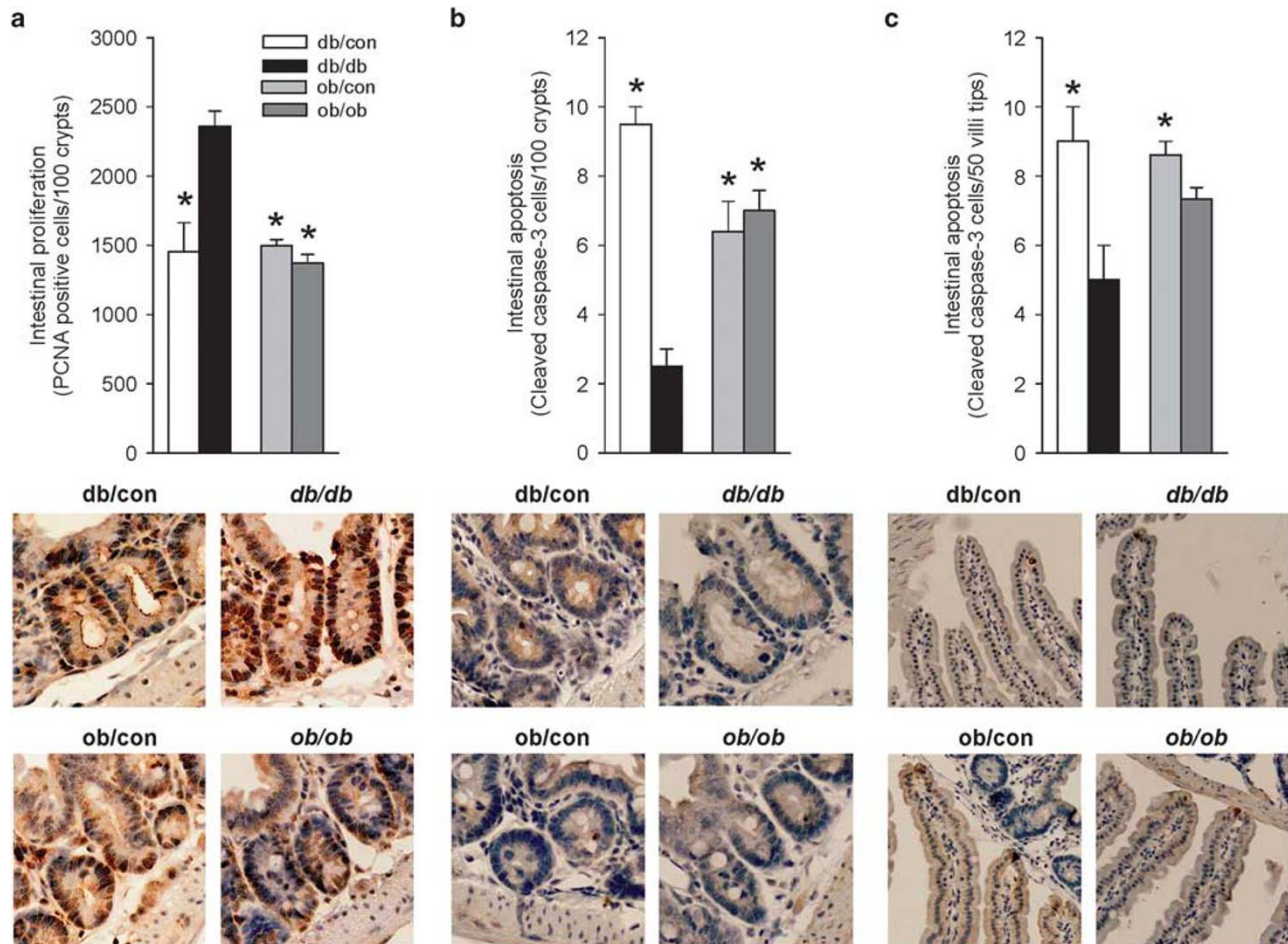 a
Intestinal proliferation
(PCNA positive cells/100 crypts)
3000
2500
2000
1500
1000
500
0
*
*
*
db/con
db/db
ob/con
ob/ob
b
Intestinal apoptosis
(Cleaved caspase-3 cells/100 crypts)
12
10
8
6
4
2
0
*
*
*
c
Intestinal apoptosis
(Cleaved caspase-3 cells/50 villi tips)
12
10
8
6
4
2
0
*
*
db/con
db/db
db/con
db/db
db/con
db/db
ob/con
ob/ob
ob/con
ob/ob
ob/con
ob/ob